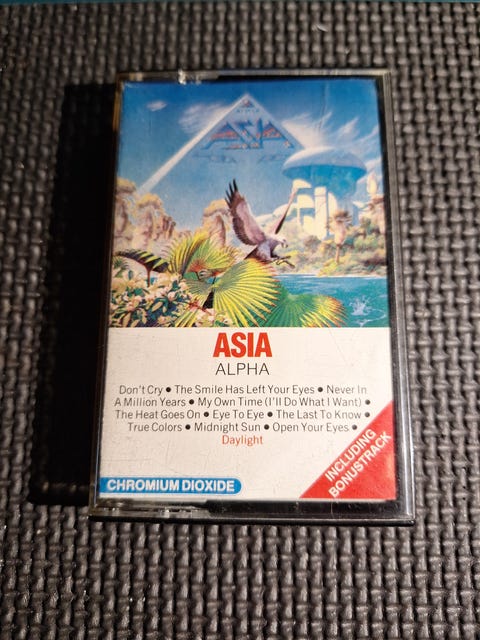 ASIA
ASIA
ALPHA
Don't Cry ● The Smile Has Left Your Eyes ● Never In
A Million Years ● My Own Time (I'll Do What I Want) ●
The Heat Goes On ● Eye To Eye ● The Last To Know ●
True Colors ● Midnight Sun ● Open Your Eyes ●
Daylight
INCLUDING
BONUSTRACK
CHROMIUM DIOXIDE